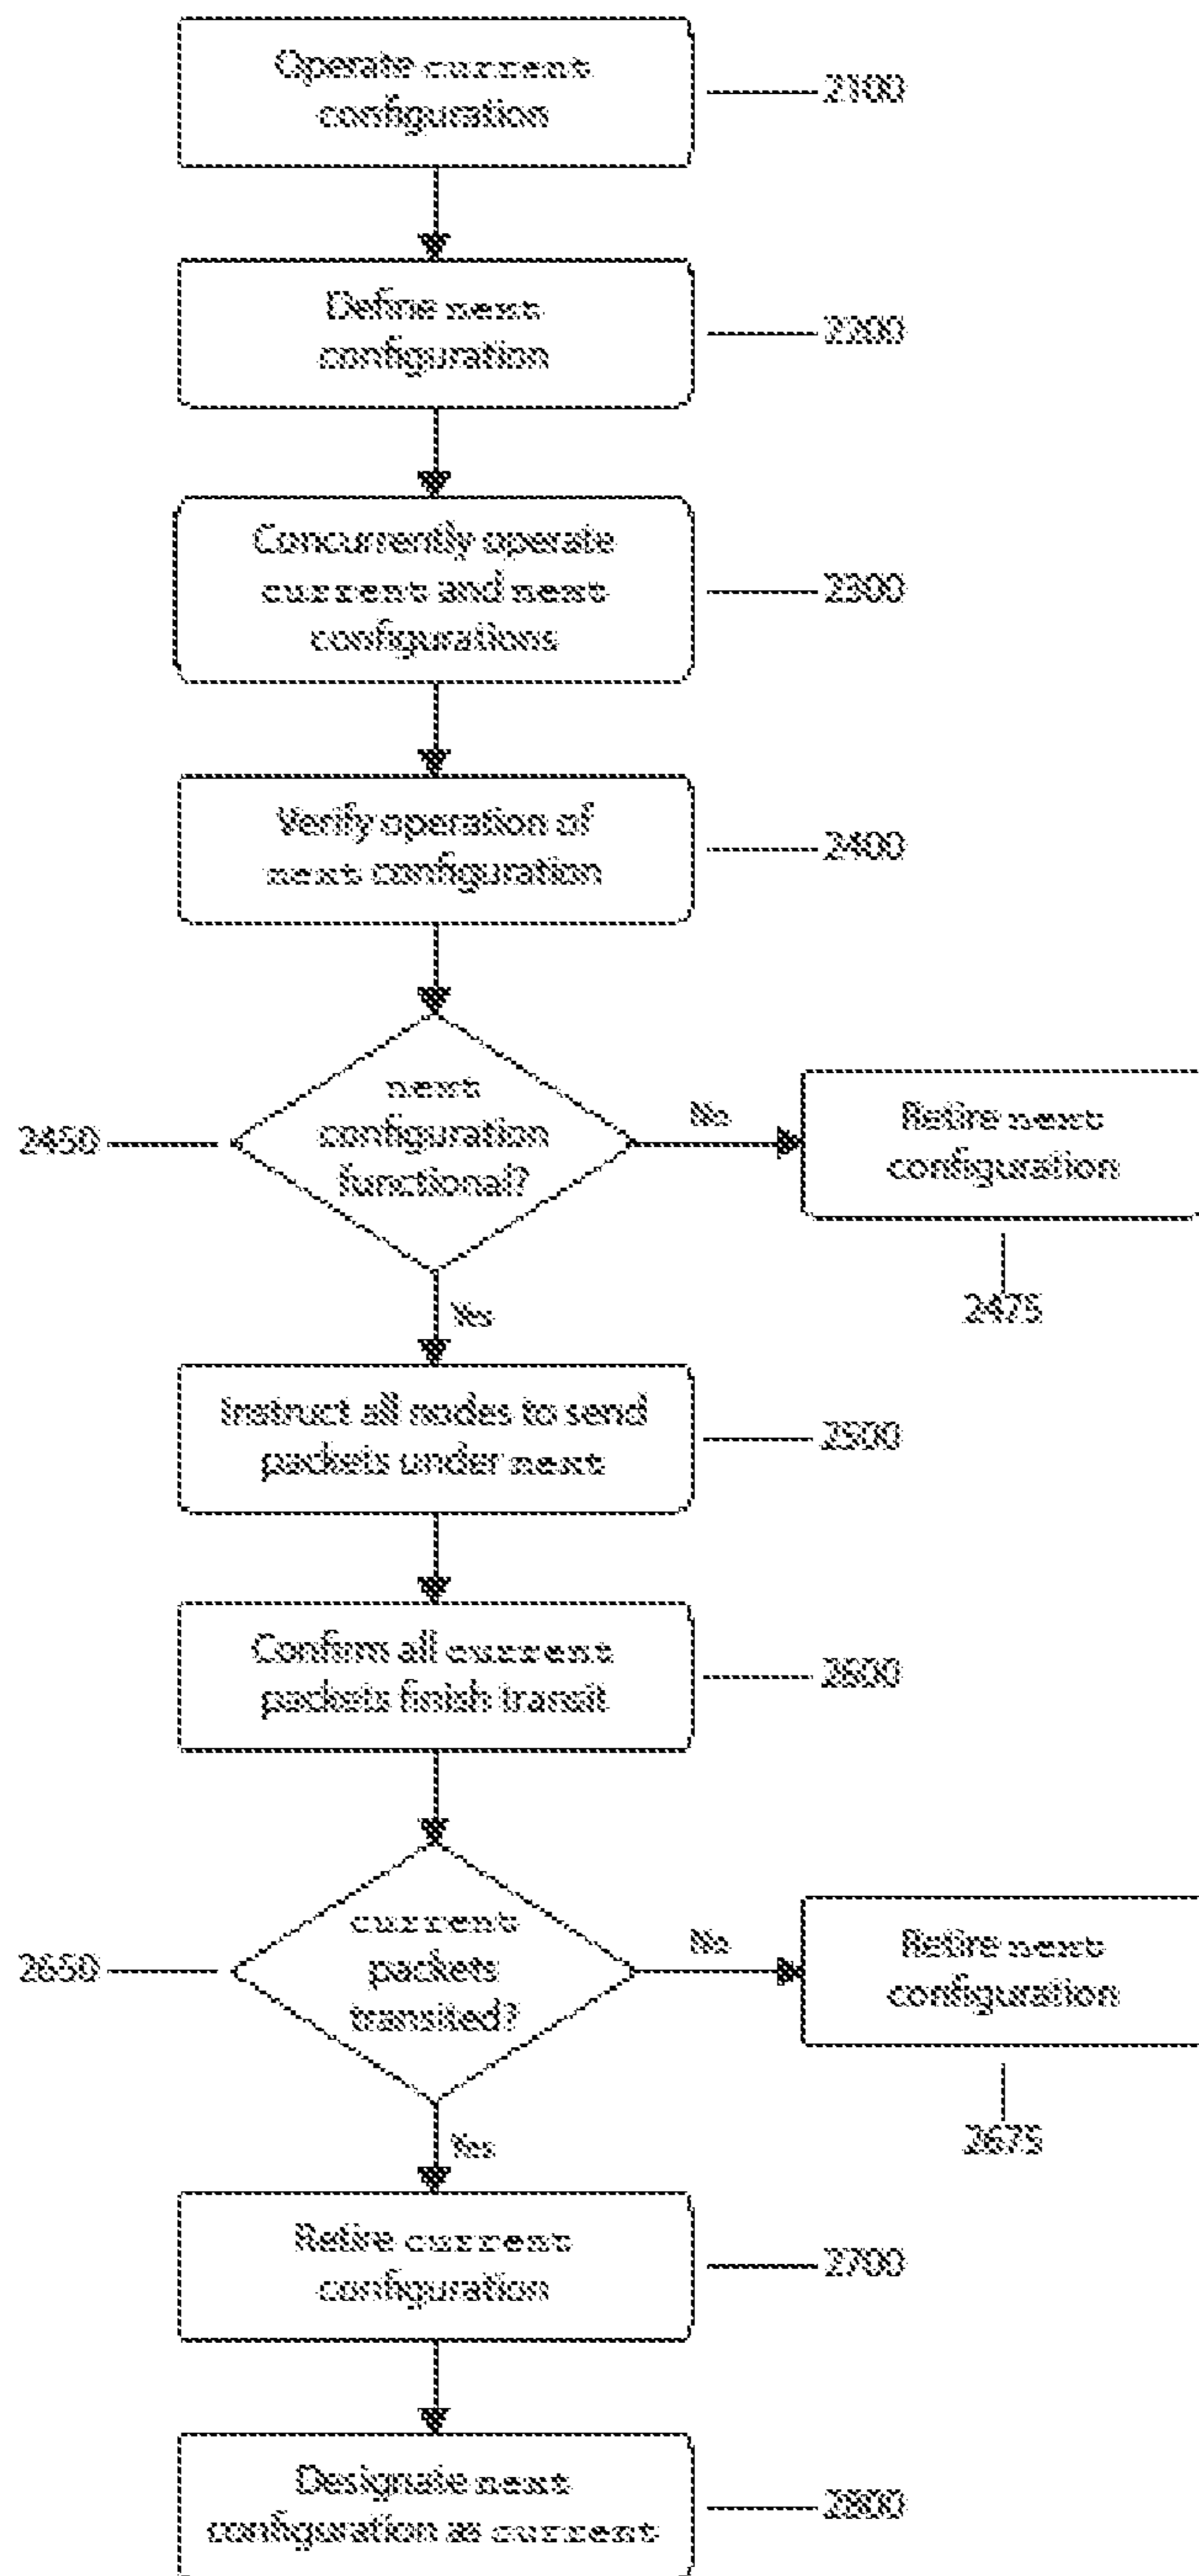 Operate current
configuration
2100
Define next
configuration
2200
Concurrently operate
current and next
configurations
2300
Verify operation of
next configuration
2400
next
configuration
functional?
2450
No
Retire next
configuration
2475
Yes
Instruct all nodes to send
packets under next
2500
Confirm all current
packets finish transit
2600
current
packets
transited?
2650
No
Retire next
configuration
2675
Yes
Retire current
configuration
2700
Designate next
configuration as current
2800